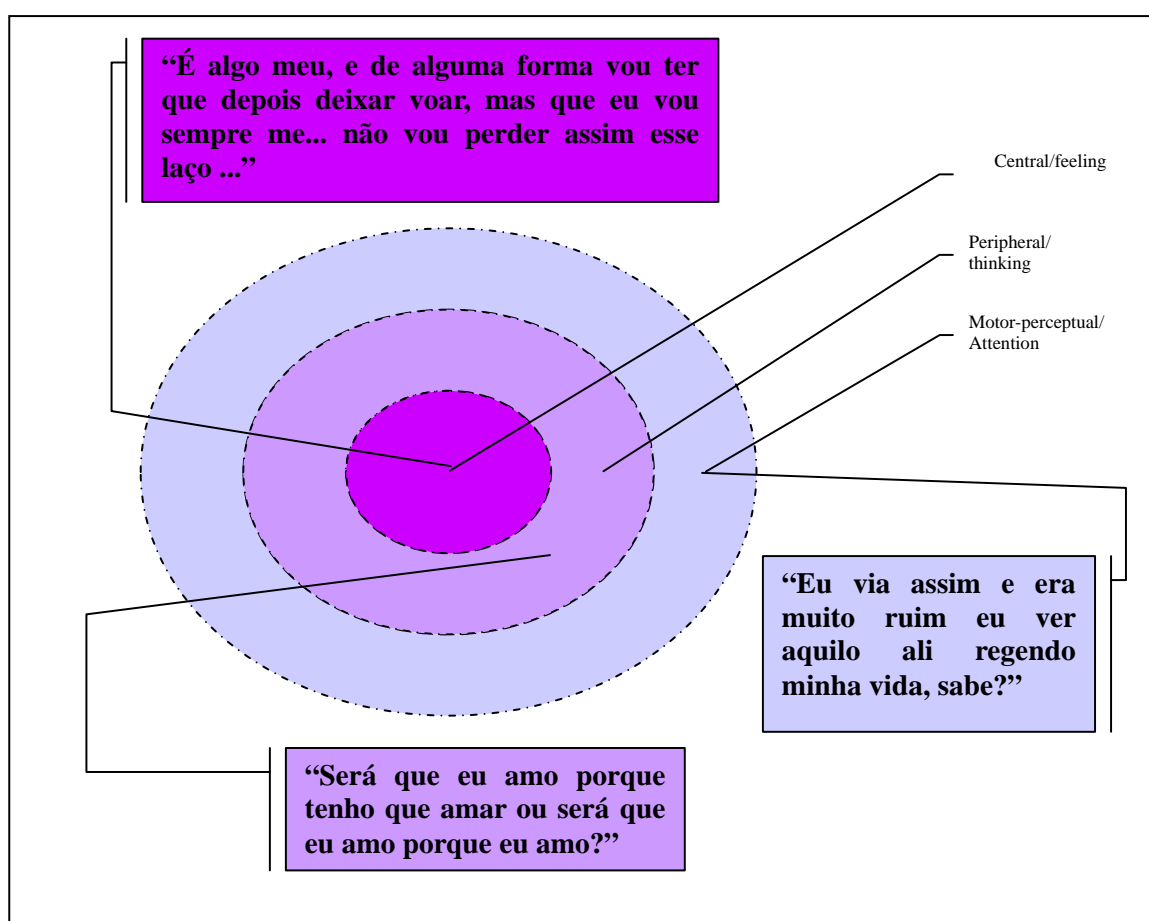 “É algo meu, e de alguma forma vou ter
que depois deixar voar, mas que eu vou
sempre me... não vou perder assim esse
laço ...”
Central/feeling
Peripheral/
thinking
Motor-perceptual/
Attention
“Eu via assim e era
muito ruim eu ver
aquilo ali regendo
minha vida, sabe?”
“Será que eu amo porque
tenho que amar ou será que
eu amo porque eu amo?”